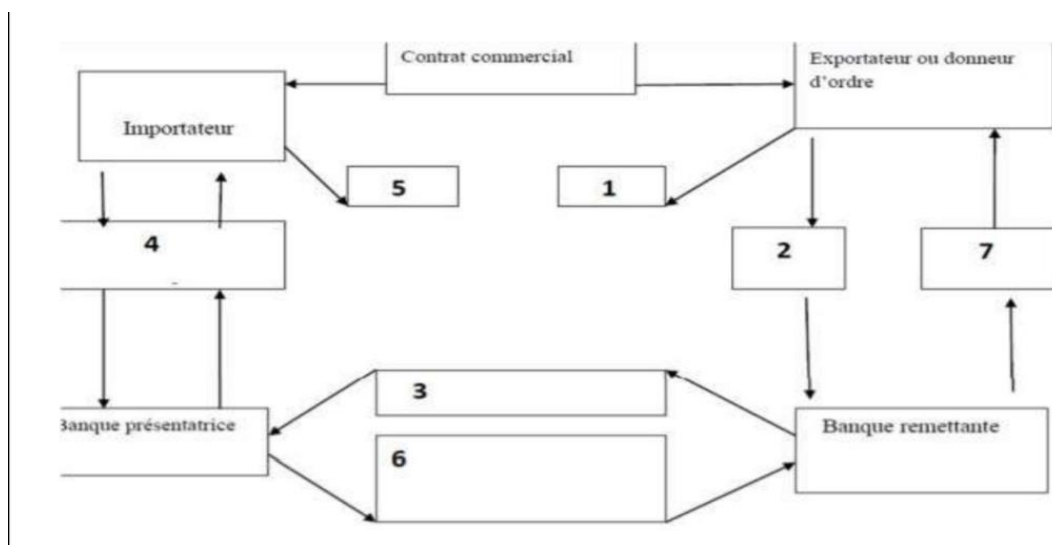 Contrat commercial
Exportateur ou donneur
d'ordre
Importateur
5
1
4
2
7
3
Banque présentatrice
Banque remettante
6